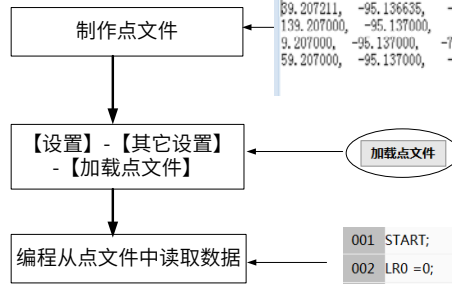 制作点文件
39.207211, -95.136635, -
139.207000, -95.137000,
9.207000, -95.137000, -7
59.207000, -95.137000, -
【设置】-【其它设置】
-【加载点文件】
加载点文件
编程从点文件中读取数据
001 START;
002 LR0 =0;